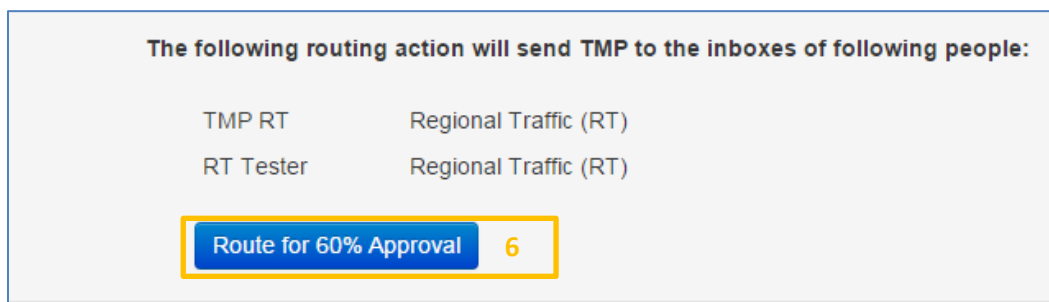 The following routing action will send TMP to the inboxes of following people:
TMP RT Regional Traffic (RT)
RT Tester Regional Traffic (RT)
Route for 60% Approval 6